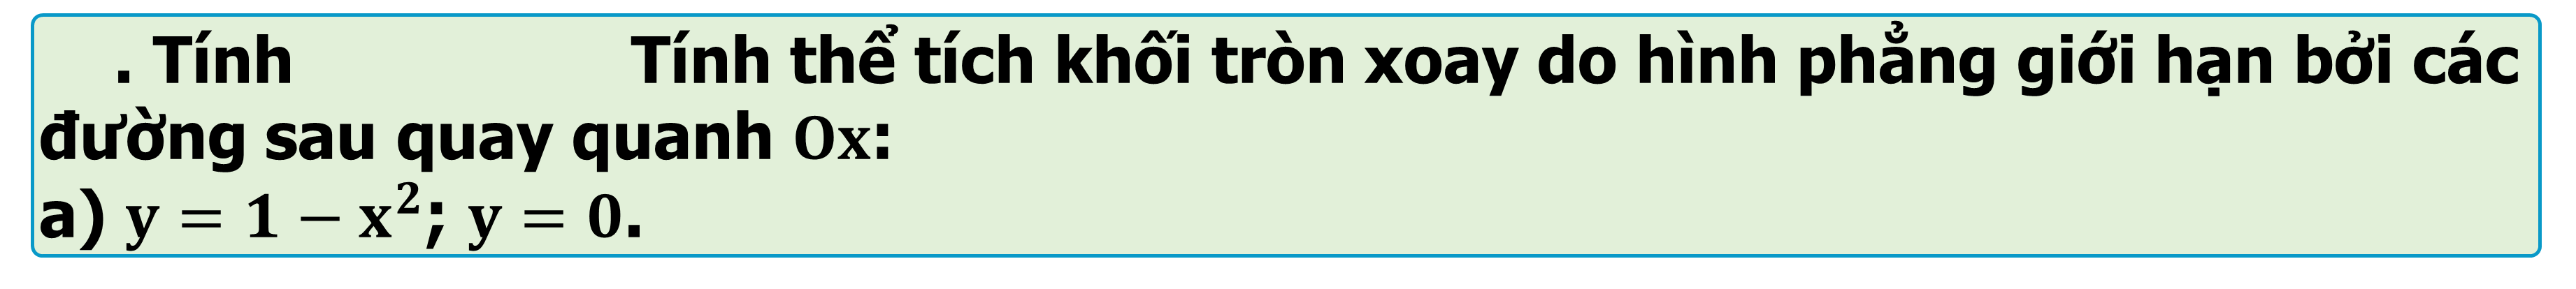 . Tính Tính thể tích khối tròn xoay do hình phẳng giới hạn bởi các
đường sau quay quanh Ox:
a) y = 1 − x²; y = 0.